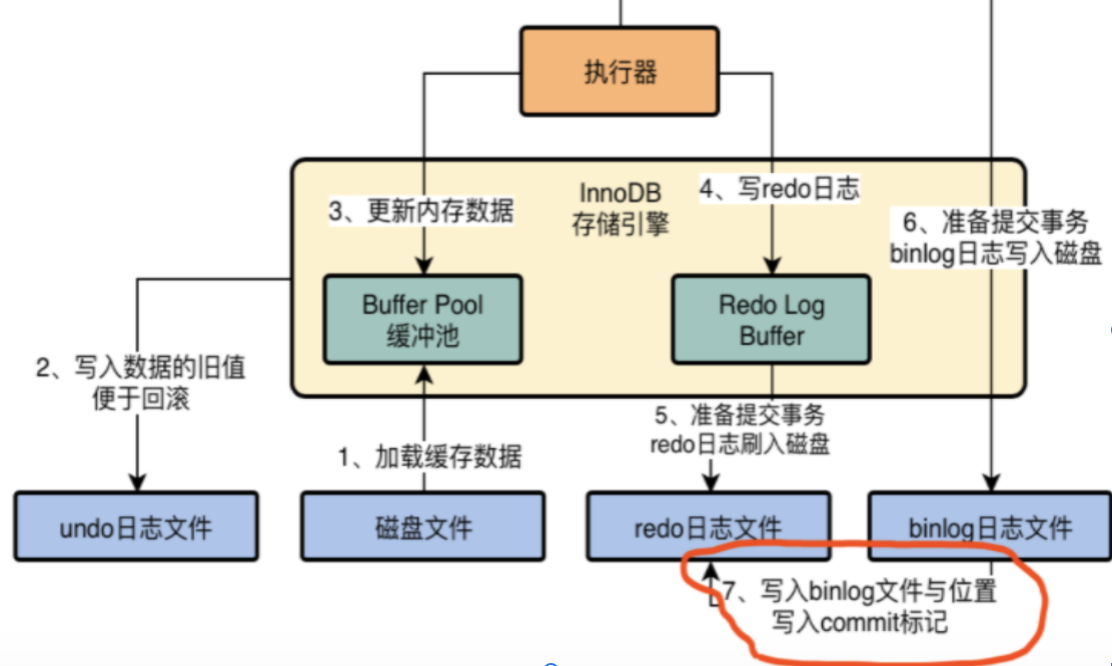 执行器
InnoDB
存储引擎
3、更新内存数据
4、写redo日志
6、准备提交事务
binlog日志写入磁盘
Buffer Pool
缓冲池
Redo Log
Buffer
2、写入数据的旧值
便于回滚
1、加载缓存数据
5、准备提交事务
redo日志刷入磁盘
undo日志文件
磁盘文件
redo日志文件
binlog日志文件
7、写入binlog文件与位置
写入commit标记